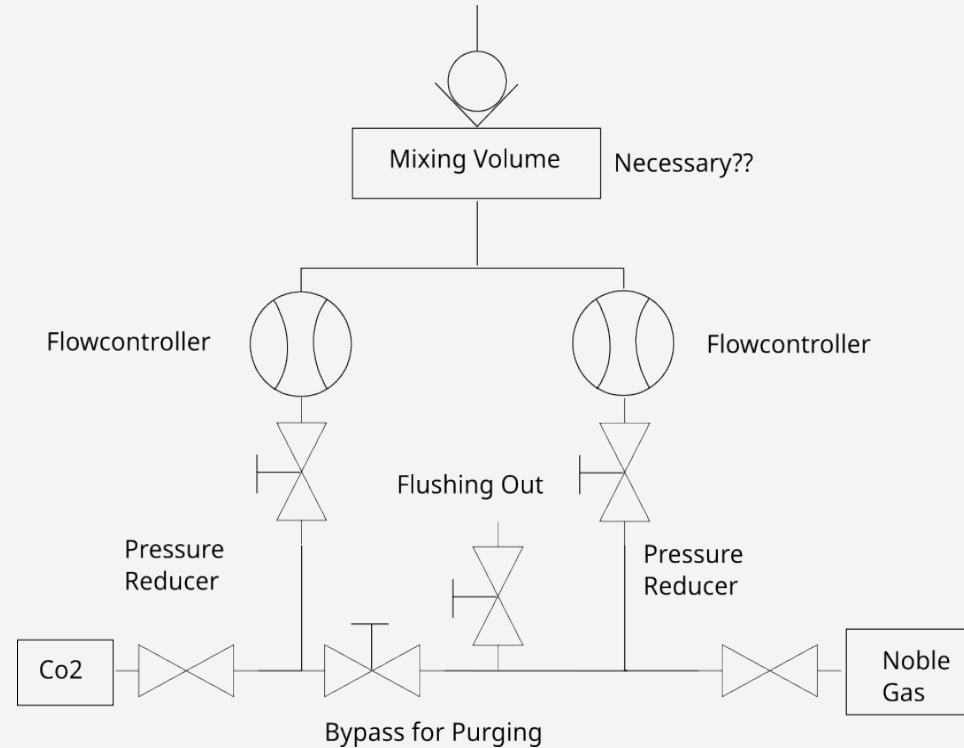 Mixing Volume
Necessary??
Flowcontroller
Flowcontroller
Flushing Out
Pressure
Reducer
Pressure
Reducer
Co2
Noble
Gas
Bypass for Purging